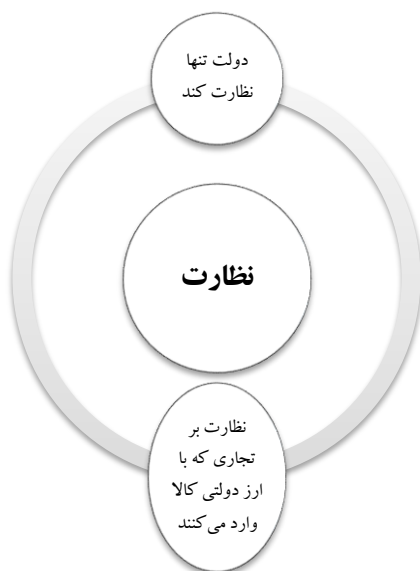 دولت تنها
نظارت کند
نظارت
نظارت بر
تجاری که با
ارز دولتی کالا
وارد می‌کنند